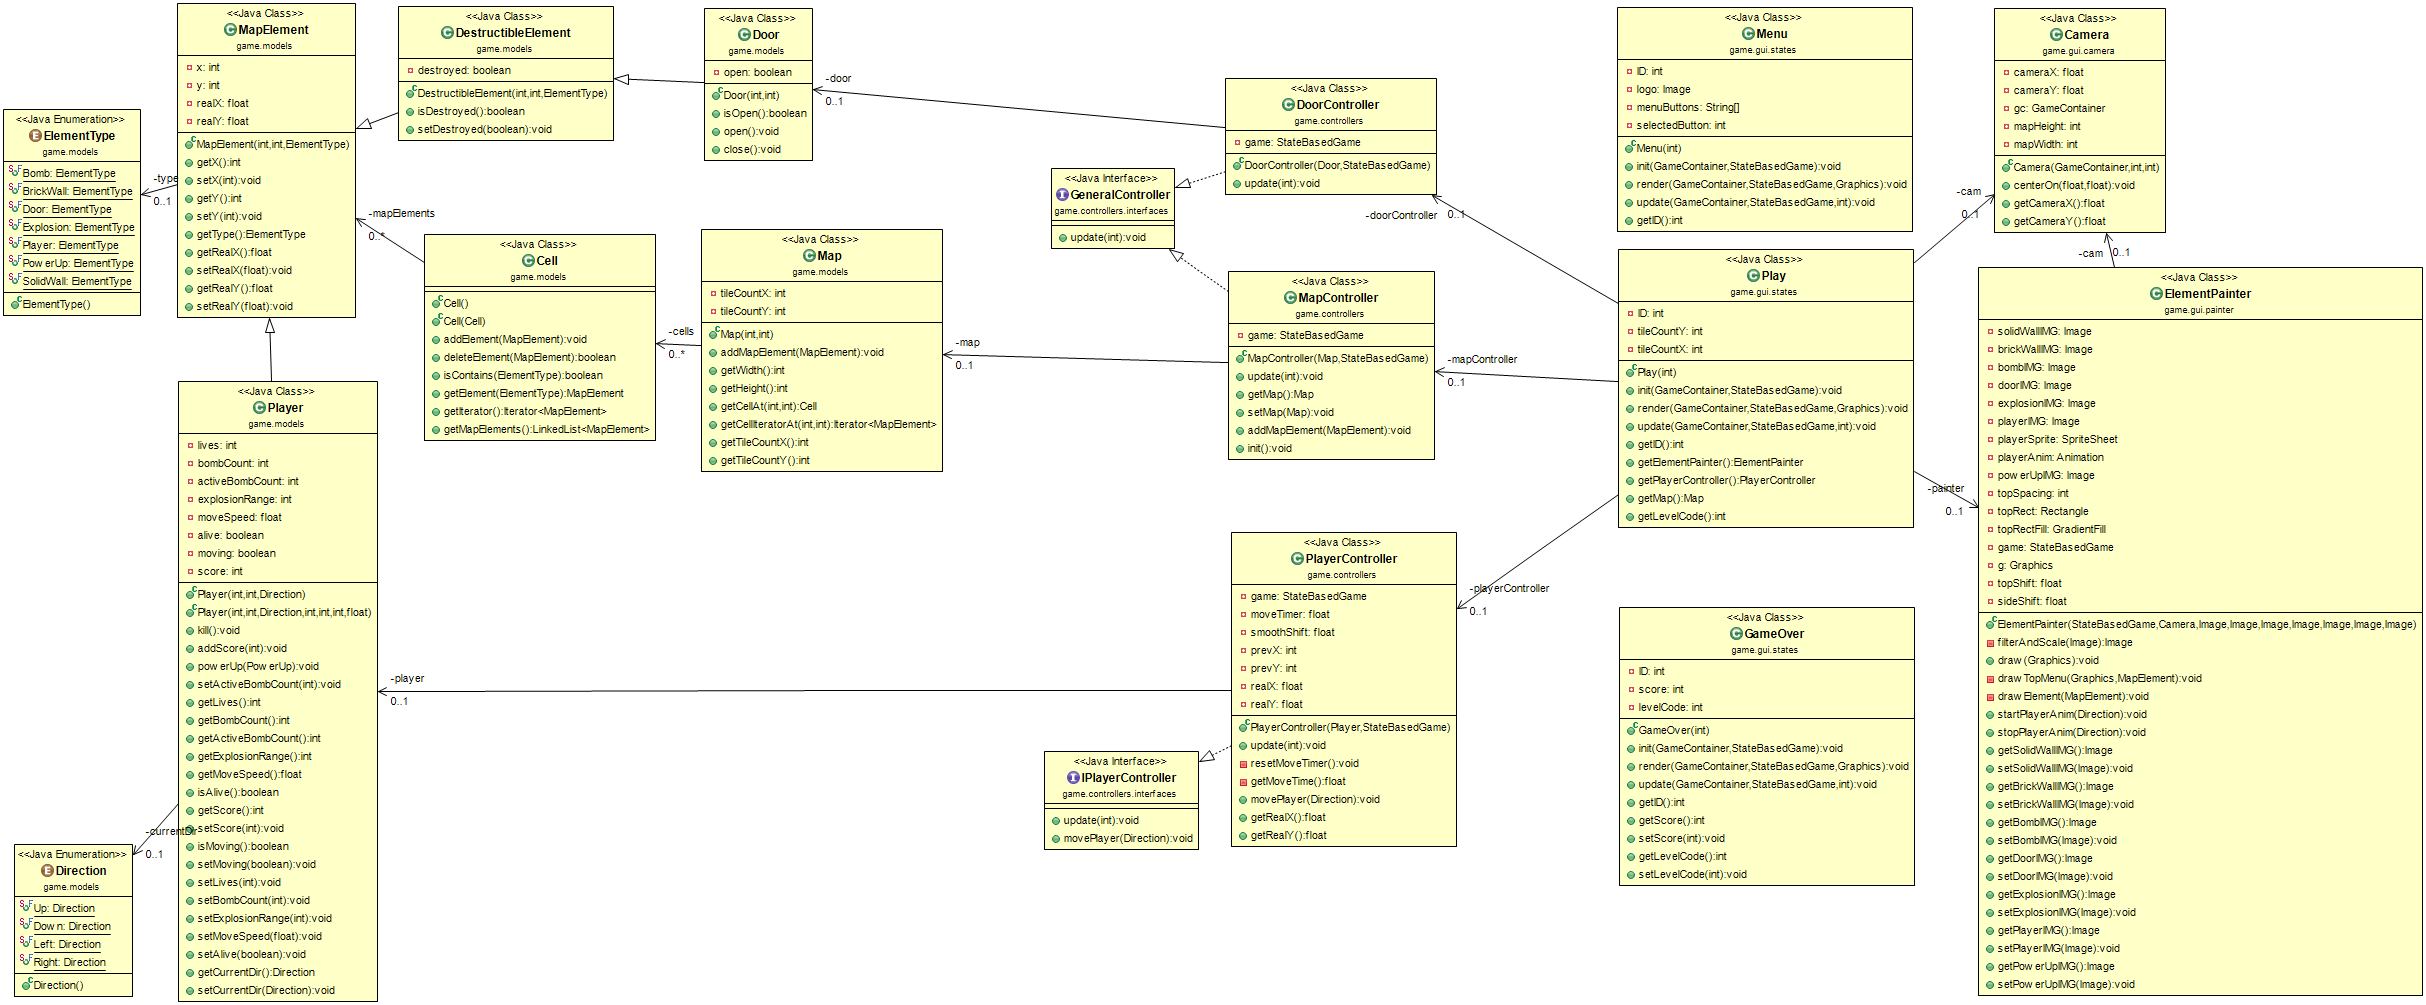 <<Java Enumeration>>
ElementType
game.models
Bomb: ElementType
BrickWall: ElementType
Door: ElementType
Explosion: ElementType
Player: ElementType
PowerUp: ElementType
SolidWall: ElementType
ElementType()
-type
0..1
<<Java Class>>
MapElement
game.models
x: int
y: int
realX: float
realY: float
MapElement(int,int,ElementType)
getX():int
setX(int):void
getY():int
setY(int):void
getType():ElementType
getRealX():float
setRealX(float):void
getRealY():float
setRealY(float):void
<<Java Class>>
DestructibleElement
game.models
destroyed: boolean
DestructibleElement(int,int,ElementType)
isDestroyed():boolean
setDestroyed(boolean):void
<<Java Class>>
Door
game.models
open: boolean
Door(int,int)
isOpen():boolean
open():void
close():void
-door
0..1
-mapElements
0..*
<<Java Class>>
Cell
game.models
Cell()
Cell(Cell)
addElement(MapElement):void
deleteElement(MapElement):boolean
isContains(ElementType):boolean
getElement(ElementType):MapElement
getIterator():Iterator<MapElement>
getMapElements():LinkedList<MapElement>
-cells
0..*
<<Java Class>>
Map
game.models
tileCountX: int
tileCountY: int
Map(int,int)
addMapElement(MapElement):void
getWidth():int
getHeight():int
getCellAt(int,int):Cell
getCellIteratorAt(int,int):Iterator<MapElement>
getTileCountX():int
getTileCountY():int
-map
0..1
<<Java Interface>>
GeneralController
game.controllers.interfaces
update(int):void
<<Java Class>>
DoorController
game.controllers
game: StateBasedGame
DoorController(Door,StateBasedGame)
update(int):void
-doorController
0..1
<<Java Class>>
MapController
game.controllers
game: StateBasedGame
MapController(Map,StateBasedGame)
update(int):void
getMap():Map
setMap(Map):void
addMapElement(MapElement):void
init():void
-mapController
0..1
<<Java Class>>
Menu
game.gui.states
ID: int
logo: Image
menuButtons: String[]
selectedButton: int
Menu(int)
init(GameContainer,StateBasedGame):void
render(GameContainer,StateBasedGame,Graphics):void
update(GameContainer,StateBasedGame,int):void
getID():int
<<Java Class>>
Camera
game.gui.camera
cameraX: float
cameraY: float
gc: GameContainer
mapHeight: int
mapWidth: int
Camera(GameContainer,int,int)
centerOn(float,float):void
getCameraX():float
getCameraY():float
-cam
0..1
-cam
0..1
<<Java Class>>
Play
game.gui.states
ID: int
tileCountY: int
tileCountX: int
Play(int)
init(GameContainer,StateBasedGame):void
render(GameContainer,StateBasedGame,Graphics):void
update(GameContainer,StateBasedGame,int):void
getID():int
getElementPainter():ElementPainter
getPlayerController():PlayerController
getMap():Map
getLevelCode():int
-painter
0..1
<<Java Class>>
ElementPainter
game.gui.painter
solidWallIMG: Image
brickWallIMG: Image
bombIMG: Image
doorIMG: Image
explosionIMG: Image
playerIMG: Image
playerSprite: SpriteSheet
playerAnim: Animation
powerUpIMG: Image
topSpacing: int
topRect: Rectangle
topRectFill: GradientFill
game: StateBasedGame
g: Graphics
topShift: float
sideShift: float
ElementPainter(StateBasedGame,Camera,Image,Image,Image,Image,Image,Image,Image)
filterAndScale(Image):Image
draw(Graphics):void
drawTopMenu(Graphics,MapElement):void
drawElement(MapElement):void
startPlayerAnim(Direction):void
stopPlayerAnim(Direction):void
getSolidWallIMG():Image
setSolidWallIMG(Image):void
getBrickWallIMG():Image
setBrickWallIMG(Image):void
getBombIMG():Image
setBombIMG(Image):void
getDoorIMG():Image
setDoorIMG(Image):void
getExplosionIMG():Image
setExplosionIMG(Image):void
getPlayerIMG():Image
setPlayerIMG(Image):void
getPowerUpIMG():Image
setPowerUpIMG(Image):void
<<Java Class>>
Player
game.models
lives: int
bombCount: int
activeBombCount: int
explosionRange: int
moveSpeed: float
alive: boolean
moving: boolean
score: int
Player(int,int,Direction)
Player(int,int,Direction,int,int,int,float)
kill():void
addScore(int):void
powerUp(PowerUp):void
setActiveBombCount(int):void
getLives():int
getBombCount():int
getActiveBombCount():int
getExplosionRange():int
getMoveSpeed():float
isAlive():boolean
getScore():int
setScore(int):void
isMoving():boolean
setMoving(boolean):void
setLives(int):void
setBombCount(int):void
setExplosionRange(int):void
setMoveSpeed(float):void
setAlive(boolean):void
getCurrentDir():Direction
setCurrentDir(Direction):void
-currentDir
0..1
<<Java Enumeration>>
Direction
game.models
Up: Direction
Down: Direction
Left: Direction
Right: Direction
Direction()
-player
0..1
<<Java Interface>>
IPlayerController
game.controllers.interfaces
update(int):void
movePlayer(Direction):void
<<Java Class>>
PlayerController
game.controllers
game: StateBasedGame
moveTimer: float
smoothShift: float
prevX: int
prevY: int
realX: float
realY: float
PlayerController(Player,StateBasedGame)
update(int):void
resetMoveTimer():void
getMoveTime():float
movePlayer(Direction):void
getRealX():float
getRealY():float
-playerController
0..1
<<Java Class>>
GameOver
game.gui.states
ID: int
score: int
levelCode: int
GameOver(int)
init(GameContainer,StateBasedGame):void
render(GameContainer,StateBasedGame,Graphics):void
update(GameContainer,StateBasedGame,int):void
getID():int
getScore():int
setScore(int):void
getLevelCode():int
setLevelCode(int):void